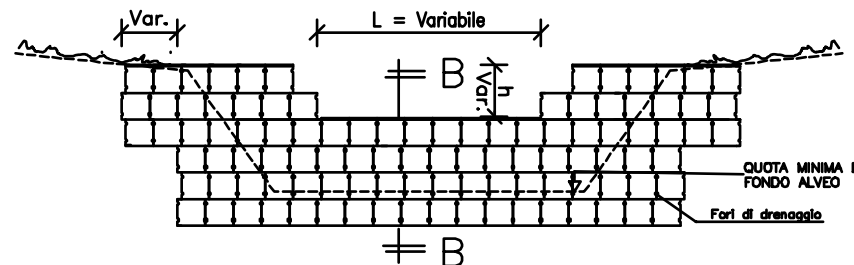 Var.
L = Variabile
B
h
Var.
QUOTA MINIMA
FONDO ALVEO
Fori di drenaggio
B